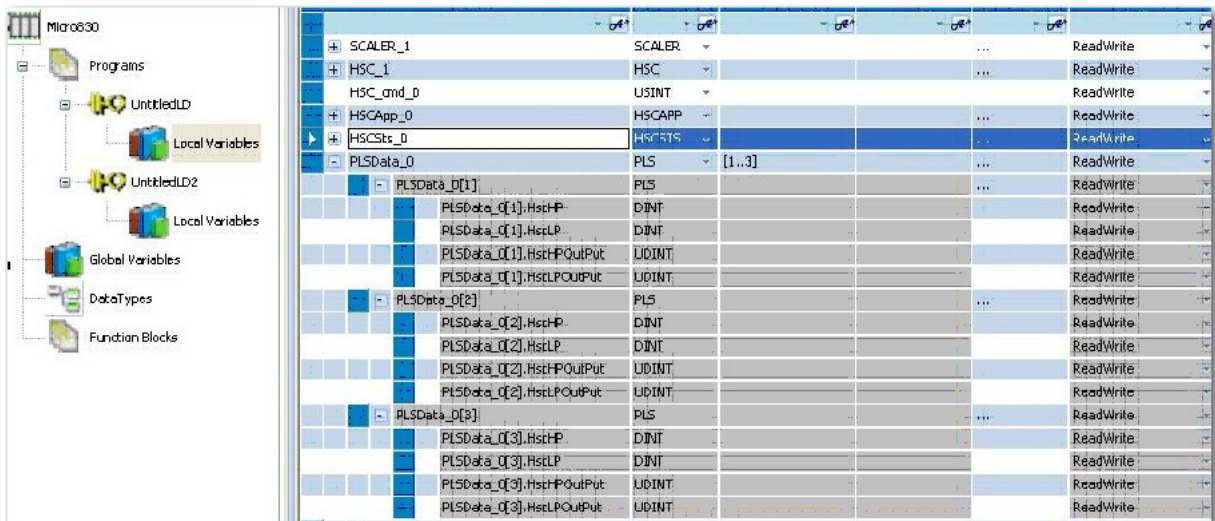 Micro830
Programs
UntitledLD
Local Variables
UntitledLD2
Local Variables
Global Variables
DataTypes
Function Blocks
SCALER_1 SCALER ... ReadWrite
HSC_1 HSC ... ReadWrite
HSC_cmd_0 USINT ReadWrite
HSCApp_0 HSCAPP ... ReadWrite
HSCSts_0 HSCSTS ... ReadWrite
PLSData_0 PLS [1..3] ReadWrite
PLSData_0[1] PLS ... ReadWrite
PLSData_0[1].HscHP DINT ReadWrite
PLSData_0[1].HscLP DINT ReadWrite
PLSData_0[1].HscHPOutPut UDINT ReadWrite
PLSData_0[1].HscLPOutPut UDINT ReadWrite
PLSData_0[2] PLS ... ReadWrite
PLSData_0[2].HscHP DINT ReadWrite
PLSData_0[2].HscLP DINT ReadWrite
PLSData_0[2].HscHPOutPut UDINT ReadWrite
PLSData_0[2].HscLPOutPut UDINT ReadWrite
PLSData_0[3] PLS ... ReadWrite
PLSData_0[3].HscHP DINT ReadWrite
PLSData_0[3].HscLP DINT ReadWrite
PLSData_0[3].HscHPOutPut UDINT ReadWrite
PLSData_0[3].HscLPOutPut UDINT ReadWrite